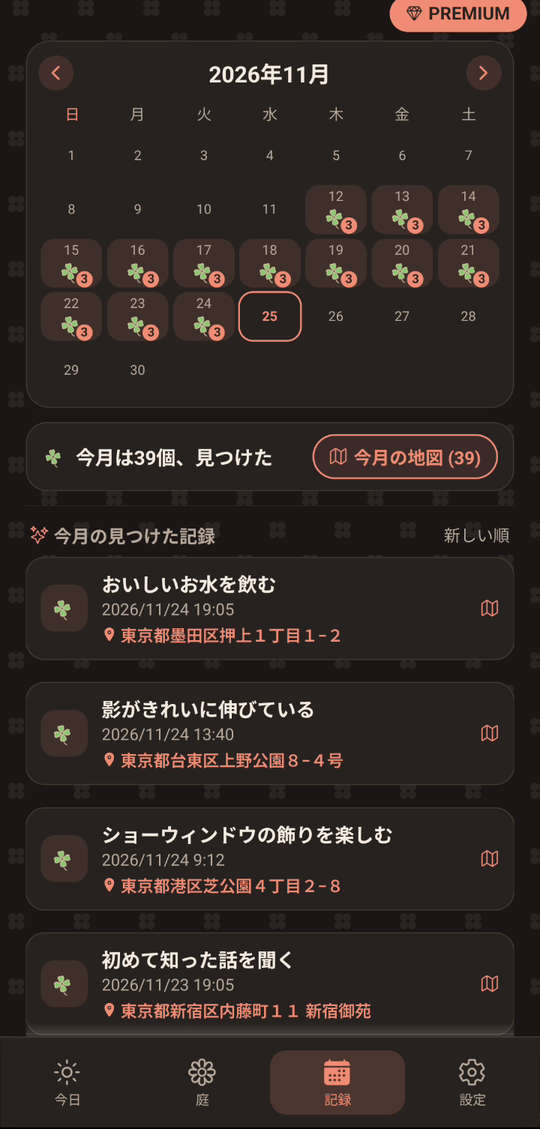 PREMIUM
2026年11月
日 月 火 水 木 金 土
1 2 3 4 5 6 7
8 9 10 11 12 13 14
3 3 3
15 16 17 18 19 20 21
3 3 3 3 3 3 3
22 23 24 25 26 27 28
3 3 3
29 30
今月は39個、見つけた 今月の地図 (39)
今月の見つけた記録 新しい順
おいしいお水を飲む
2026/11/24 19:05
東京都墨田区押上1丁目1−2
影がきれいに伸びている
2026/11/24 13:40
東京都台東区上野公園8−4号
ショーウィンドウの飾りを楽しむ
2026/11/24 9:12
東京都港区芝公園4丁目2−8
初めて知った話を聞く
2026/11/23 19:05
東京都新宿区内藤町11 新宿御苑
今日 庭 記録 設定